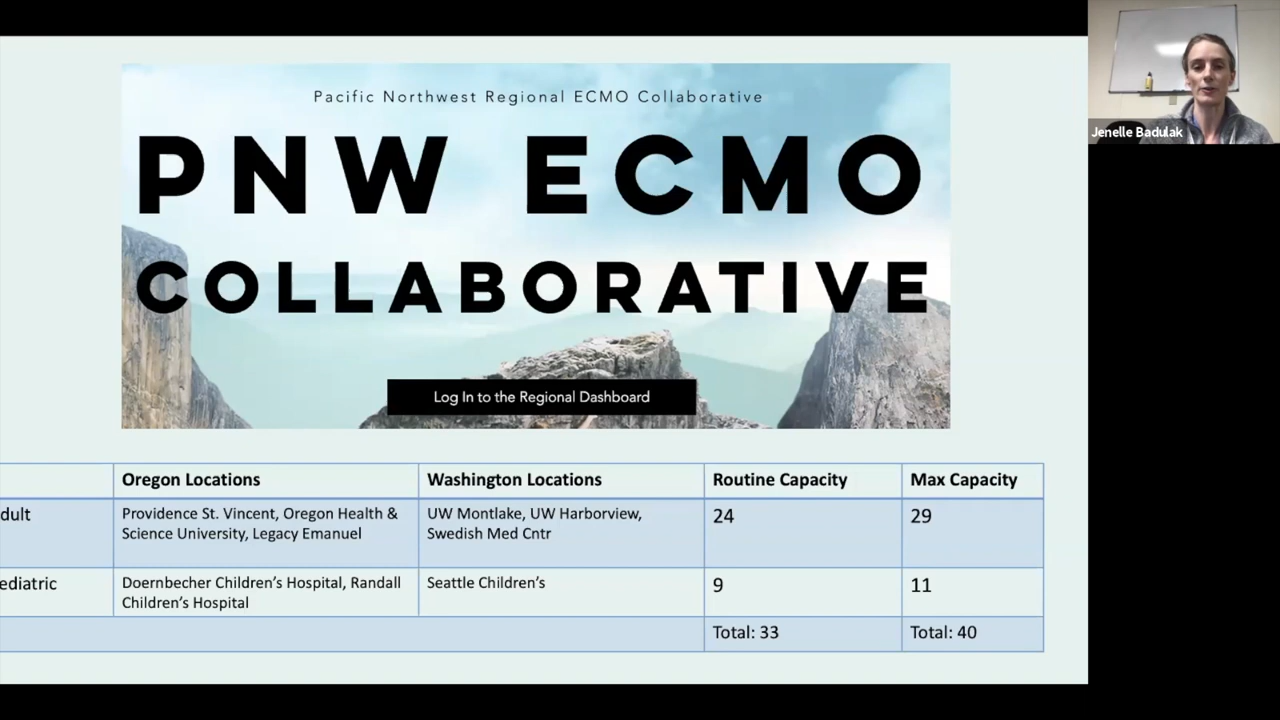 Pacific Northwest Regional ECMO Collaborative
PNW ECMO
COLLABORATIVE
Log In to the Regional Dashboard
Jenelle Badulak
Oregon Locations
Washington Locations
Routine Capacity
Max Capacity
dult
Providence St. Vincent, Oregon Health &
Science University, Legacy Emanuel
UW Montlake, UW Harborview,
Swedish Med Cntr
24
29
ediatric
Doernbecher Children's Hospital, Randall
Children's Hospital
Seattle Children's
9
11
Total: 33
Total: 40